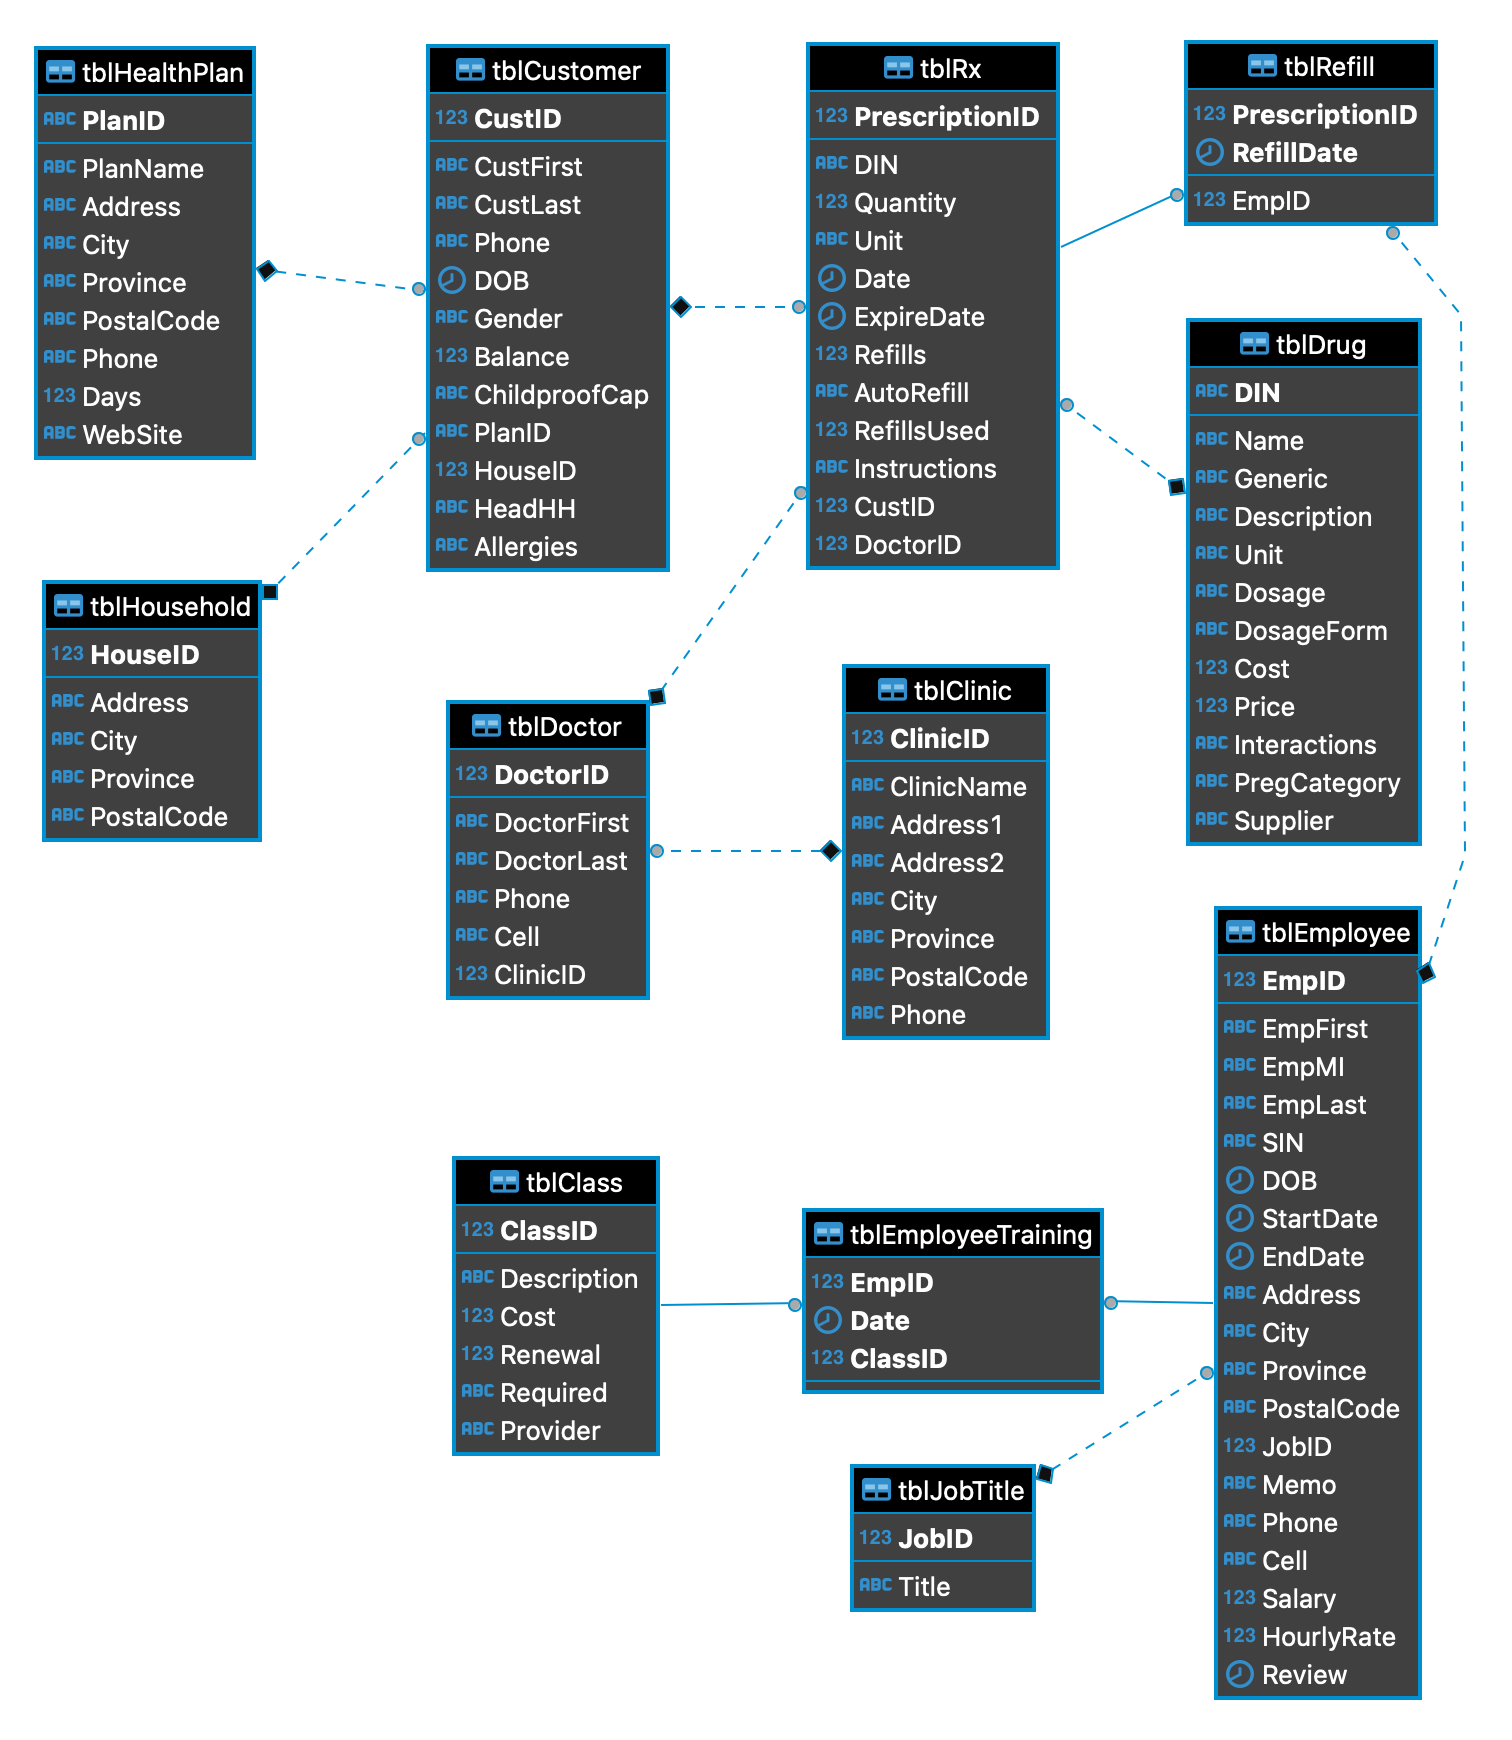 tblHealthPlan
ABC PlanID
ABC PlanName
ABC Address
ABC City
ABC Province
ABC PostalCode
ABC Phone
123 Days
ABC WebSite
tblCustomer
123 CustID
ABC CustFirst
ABC CustLast
ABC Phone
DOB
ABC Gender
123 Balance
ABC ChildproofCap
ABC PlanID
123 HouseID
ABC HeadHH
ABC Allergies
tblRx
123 PrescriptionID
ABC DIN
123 Quantity
ABC Unit
Date
ExpireDate
123 Refills
ABC AutoRefill
123 RefillsUsed
ABC Instructions
123 CustID
123 DoctorID
tblRefill
123 PrescriptionID
RefillDate
123 EmpID
tblDrug
ABC DIN
ABC Name
ABC Generic
ABC Description
ABC Unit
ABC Dosage
ABC DosageForm
123 Cost
123 Price
ABC Interactions
ABC PregCategory
ABC Supplier
tblHousehold
123 HouseID
ABC Address
ABC City
ABC Province
ABC PostalCode
tblDoctor
123 DoctorID
ABC DoctorFirst
ABC DoctorLast
ABC Phone
ABC Cell
123 ClinicID
tblClinic
123 ClinicID
ABC ClinicName
ABC Address1
ABC Address2
ABC City
ABC Province
ABC PostalCode
ABC Phone
tblEmployee
123 EmpID
ABC EmpFirst
ABC EmpMI
ABC EmpLast
ABC SIN
DOB
StartDate
EndDate
ABC Address
ABC City
ABC Province
ABC PostalCode
123 JobID
ABC Memo
ABC Phone
ABC Cell
123 Salary
123 HourlyRate
Review
tblClass
123 ClassID
ABC Description
123 Cost
123 Renewal
ABC Required
ABC Provider
tblEmployeeTraining
123 EmpID
Date
123 ClassID
tblJobTitle
123 JobID
ABC Title